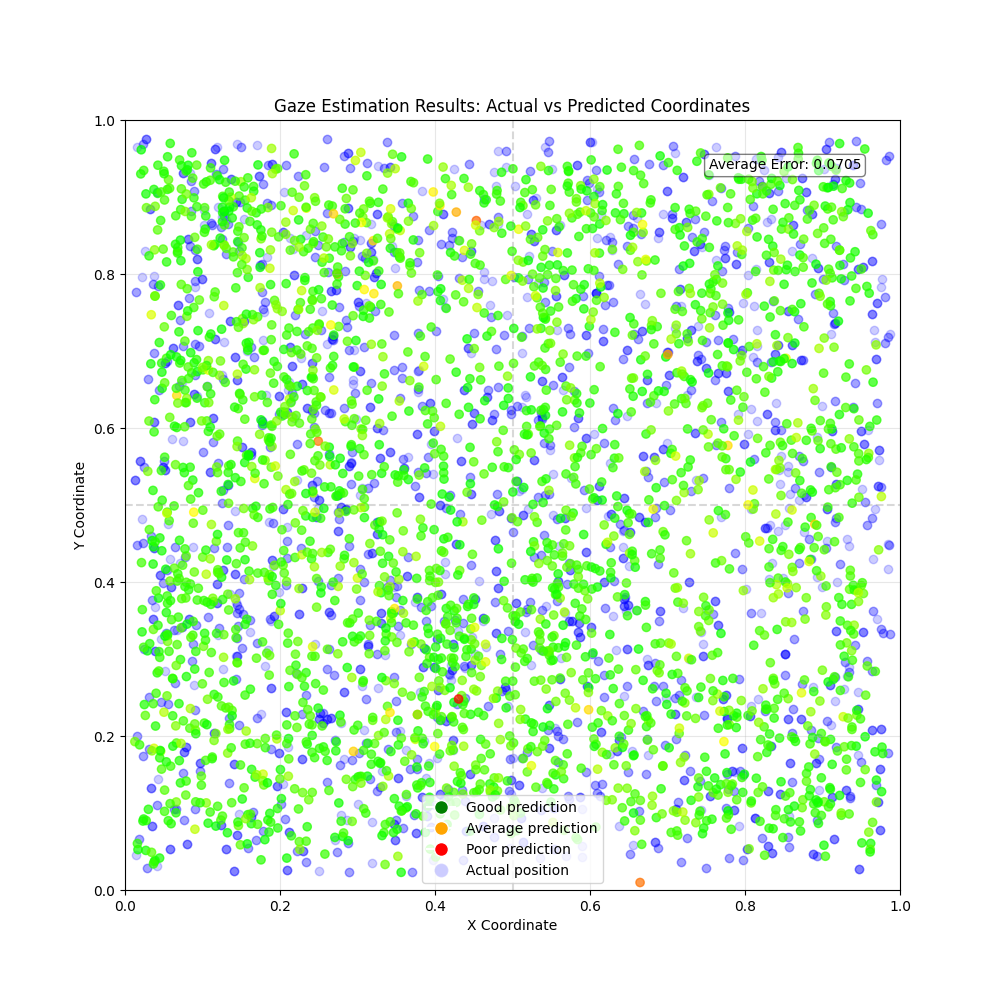 Gaze Estimation Results: Actual vs Predicted Coordinates
Average Error: 0.0705
Y Coordinate
1.0
0.8
0.6
0.4
0.2
0.0
Good prediction
Average prediction
Poor prediction
Actual position
0.0 0.2 0.4 0.6 0.8 1.0
X Coordinate